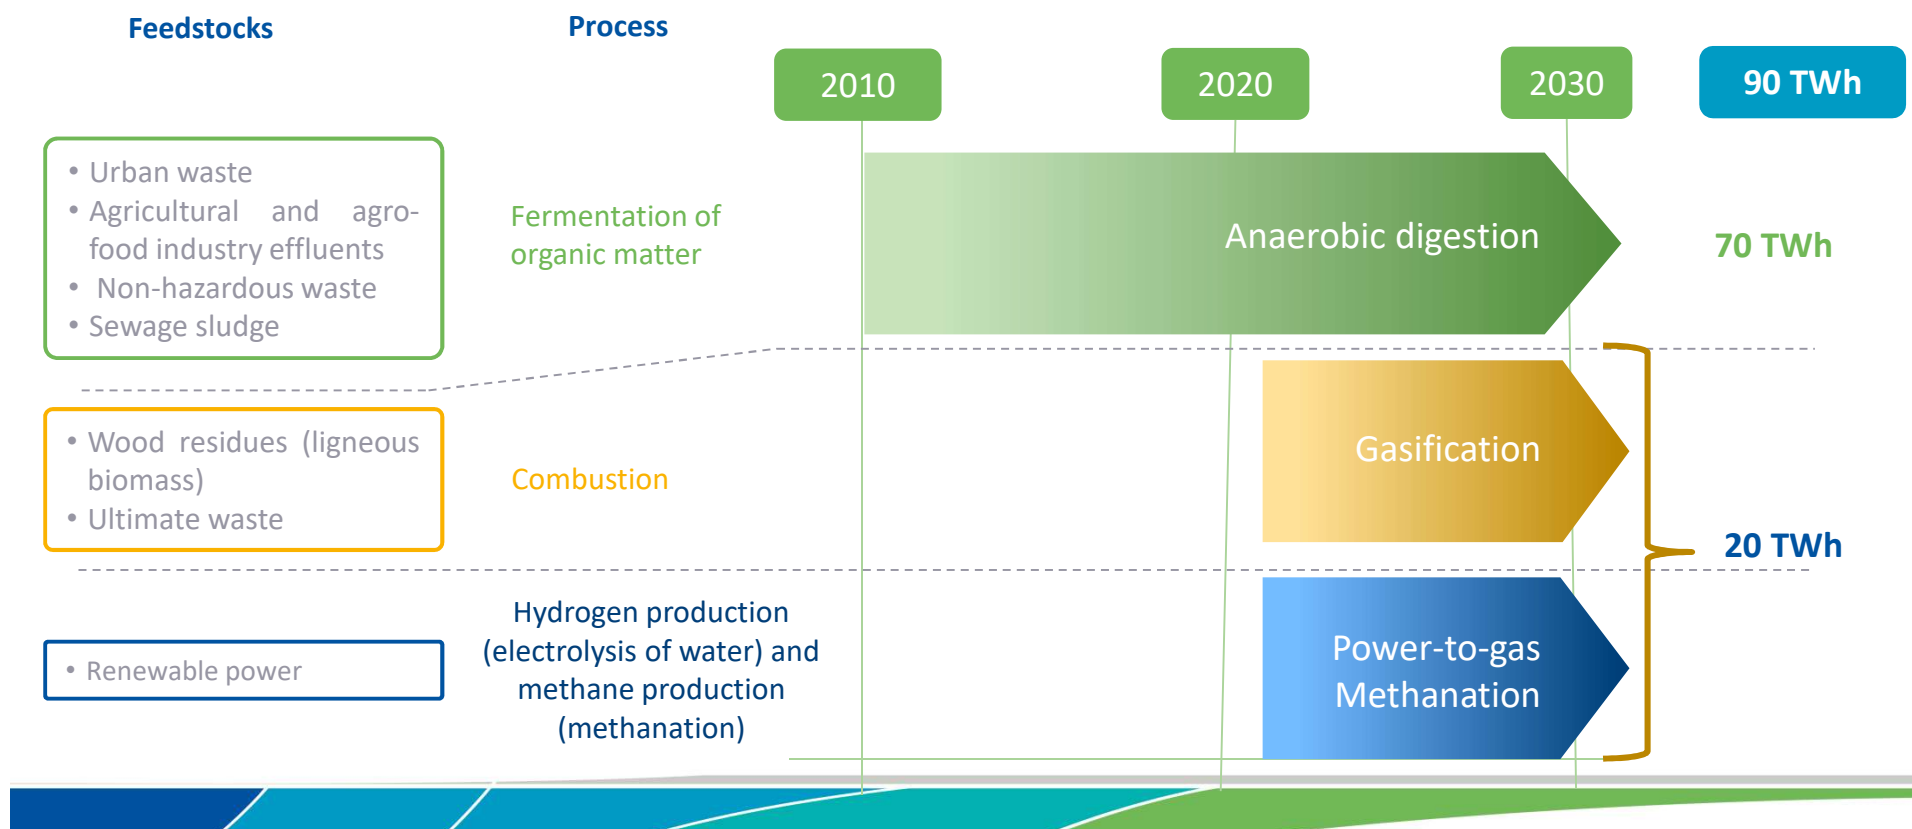 Feedstocks
Process
2010
2020
2030
90 TWh
• Urban waste
• Agricultural and agro-
food industry effluents
• Non-hazardous waste
• Sewage sludge
Fermentation of
organic matter
Anaerobic digestion
70 TWh
• Wood residues (ligneous
biomass)
• Ultimate waste
Combustion
Gasification
20 TWh
• Renewable power
Hydrogen production
(electrolysis of water) and
methane production
(methanation)
Power-to-gas
Methanation